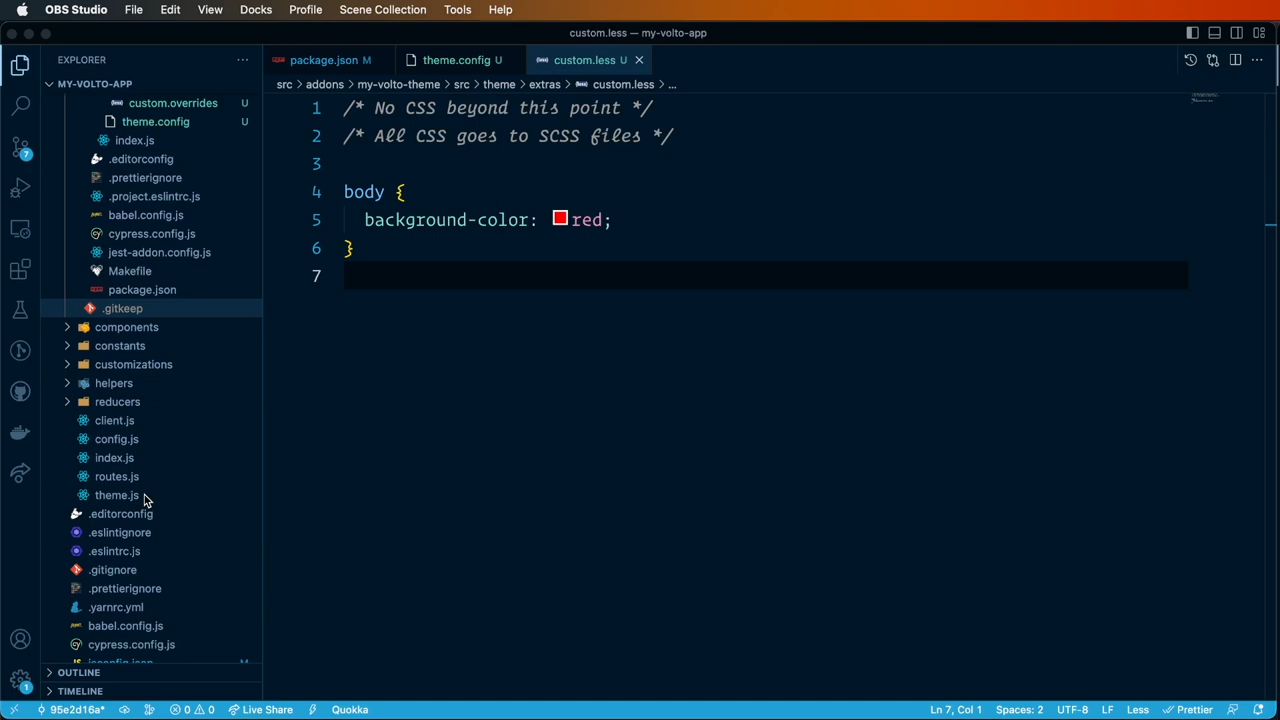 OBS Studio File Edit View Docks Profile Scene Collection Tools Help
custom.less — my-volto-app
EXPLORER
package.json M
theme.config U
custom.less U
MY-VOLTO-APP
src > addons > my-volto-theme > src > theme > extras > custom.less > ...
custom.overrides U
theme.config U
index.js
.editorconfig
.prettierignore
.project.eslintrc.js
babel.config.js
cypress.config.js
jest-addon.config.js
Makefile
package.json
.gitkeep
components
constants
customizations
helpers
reducers
client.js
config.js
index.js
routes.js
theme.js
.editorconfig
.eslintignore
.eslintrc.js
.gitignore
.prettierignore
.yarnrc.yml
babel.config.js
cypress.config.js
jsconfig.json M
OUTLINE
TIMELINE
1 /* No CSS beyond this point */
2 /* All CSS goes to SCSS files */
3
4 body {
5 background-color: red;
6 }
7
7
1
95e2d16a* 0 0 Live Share Quokka Ln 7, Col 1 Spaces: 2 UTF-8 LF Less Prettier